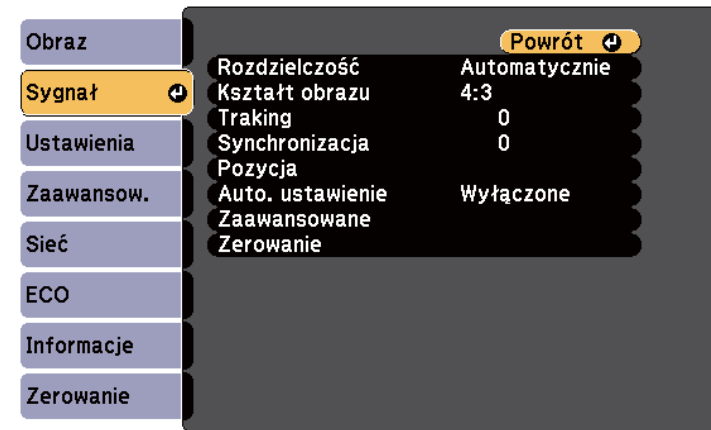 Obraz
Sygnał
Ustawienia
Zaawansow.
Sieć
ECO
Informacje
Zerowanie
Powrót
Rozdzielczość Automatycznie
Kształt obrazu 4:3
Traking 0
Synchronizacja 0
Pozycja
Auto. ustawienie Wyłączone
Zaawansowane
Zerowanie